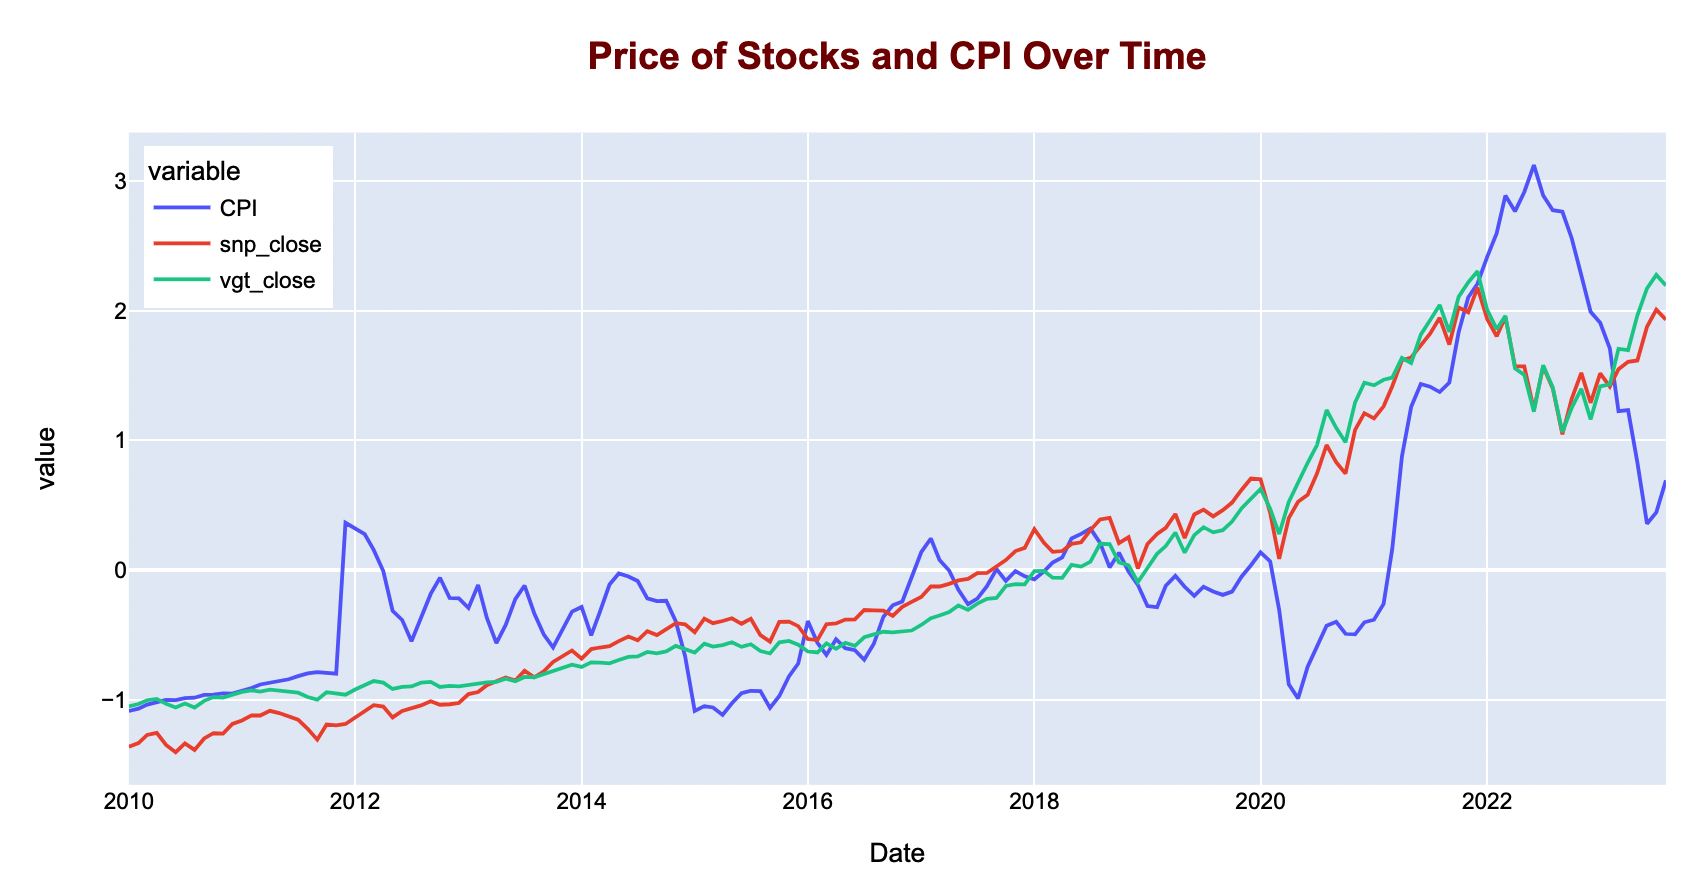 Price of Stocks and CPI Over Time
variable
CPI
snp_close
vgt_close
3
2
1
0
−1
value
2010 2012 2014 2016 2018 2020 2022
Date